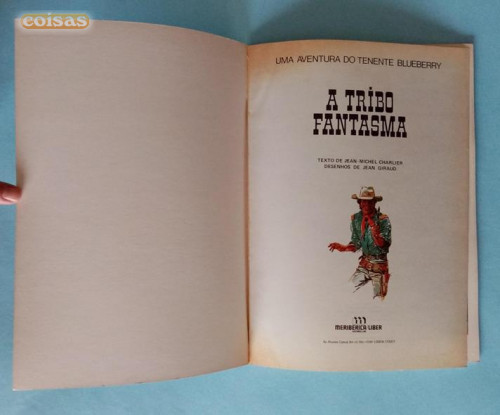 coisas
UMA AVENTURA DO TENENTE BLUEBERRY
A TRIBO
FANTASMA
TEXTO DE JEAN-MICHEL CHARLIER
DESENHOS DE JEAN GIRAUD
MERIBÉRICA/LIBER